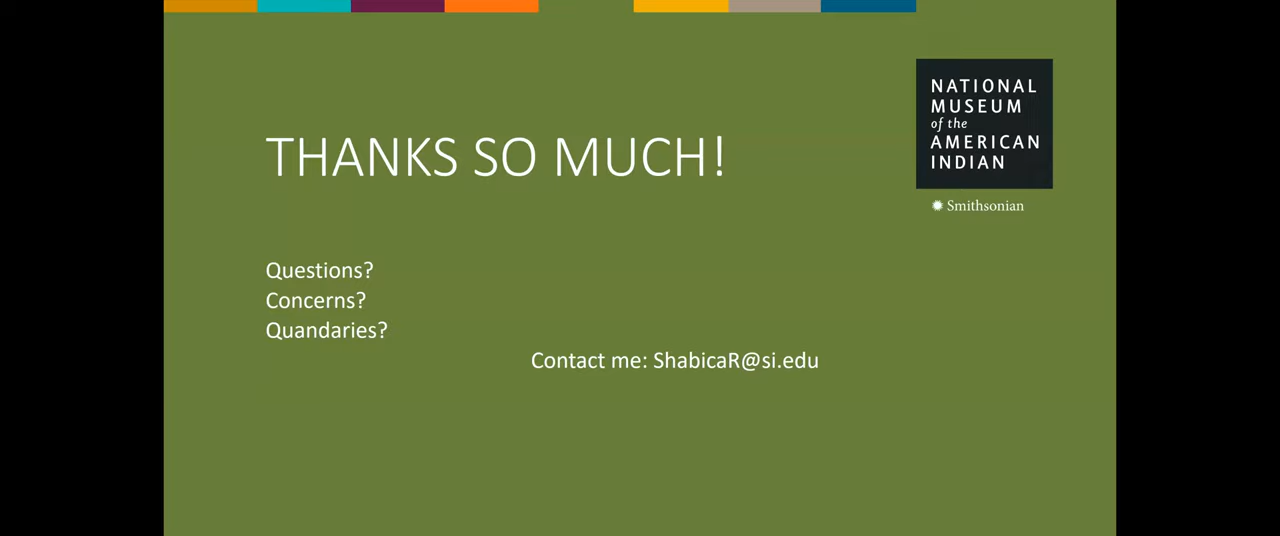 THANKS SO MUCH!
NATIONAL
MUSEUM
of the
AMERICAN
INDIAN
Smithsonian
Questions?
Concerns?
Quandaries?
Contact me: ShabicaR@si.edu